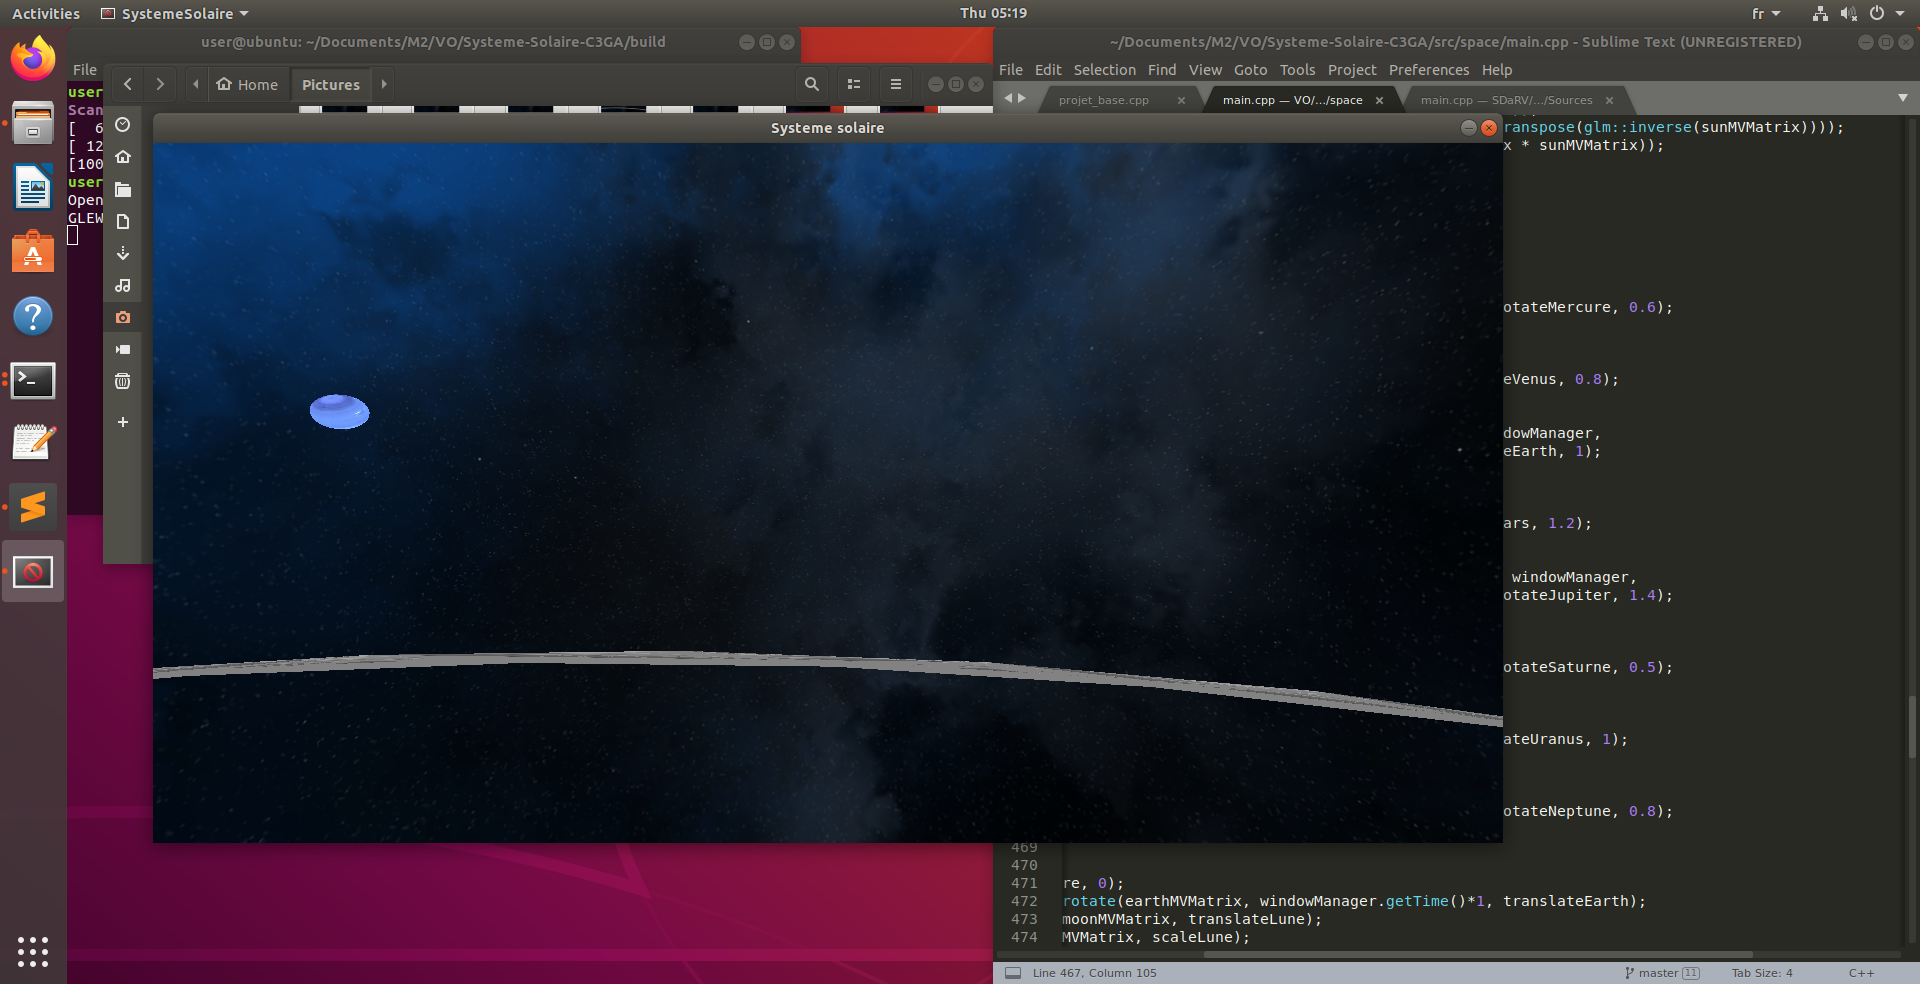 Activities
SystemeSolaire
Thu 05:19
fr
user@ubuntu: ~/Documents/M2/VO/Systeme-Solaire-C3GA/build
File
user
Scan
[ 6
[ 12
[100
user
Open
GLEW
Home
Pictures
Systeme solaire
~/Documents/M2/VO/Systeme-Solaire-C3GA/src/space/main.cpp - Sublime Text (UNREGISTERED)
File Edit Selection Find View Goto Tools Project Preferences Help
projet_base.cpp
main.cpp — VO/.../space
main.cpp — SDaRV/.../Sources
ranspose(glm::inverse(sunMVMatrix))));
x * sunMVMatrix));
otateMercure, 0.6);
eVenus, 0.8);
dowManager,
eEarth, 1);
ars, 1.2);
windowManager,
otateJupiter, 1.4);
otateSaturne, 0.5);
ateUranus, 1);
otateNeptune, 0.8);
469
470
471 re, 0);
472 rotate(earthMVMatrix, windowManager.getTime()*1, translateEarth);
473 moonMVMatrix, translateLune);
474 MVMatrix, scaleLune);
Line 467, Column 105
master 11
Tab Size: 4
C++